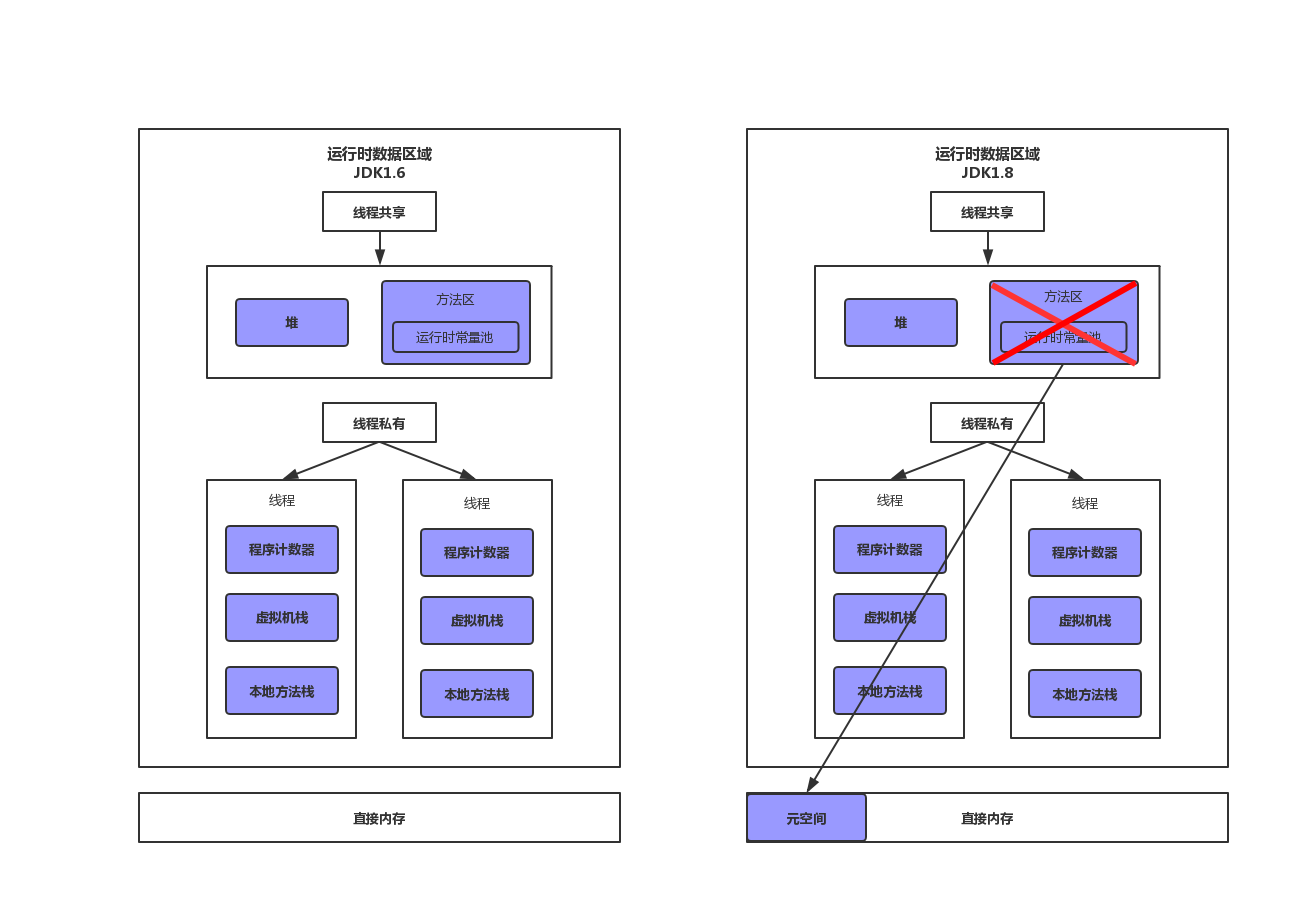 运行时数据区域
JDK1.6
线程共享
堆
方法区
运行时常量池
线程私有
线程
程序计数器
虚拟机栈
本地方法栈
线程
程序计数器
虚拟机栈
本地方法栈
直接内存
运行时数据区域
JDK1.8
线程共享
堆
方法区
运行时常量池
线程私有
线程
程序计数器
虚拟机栈
本地方法栈
线程
程序计数器
虚拟机栈
本地方法栈
元空间
直接内存